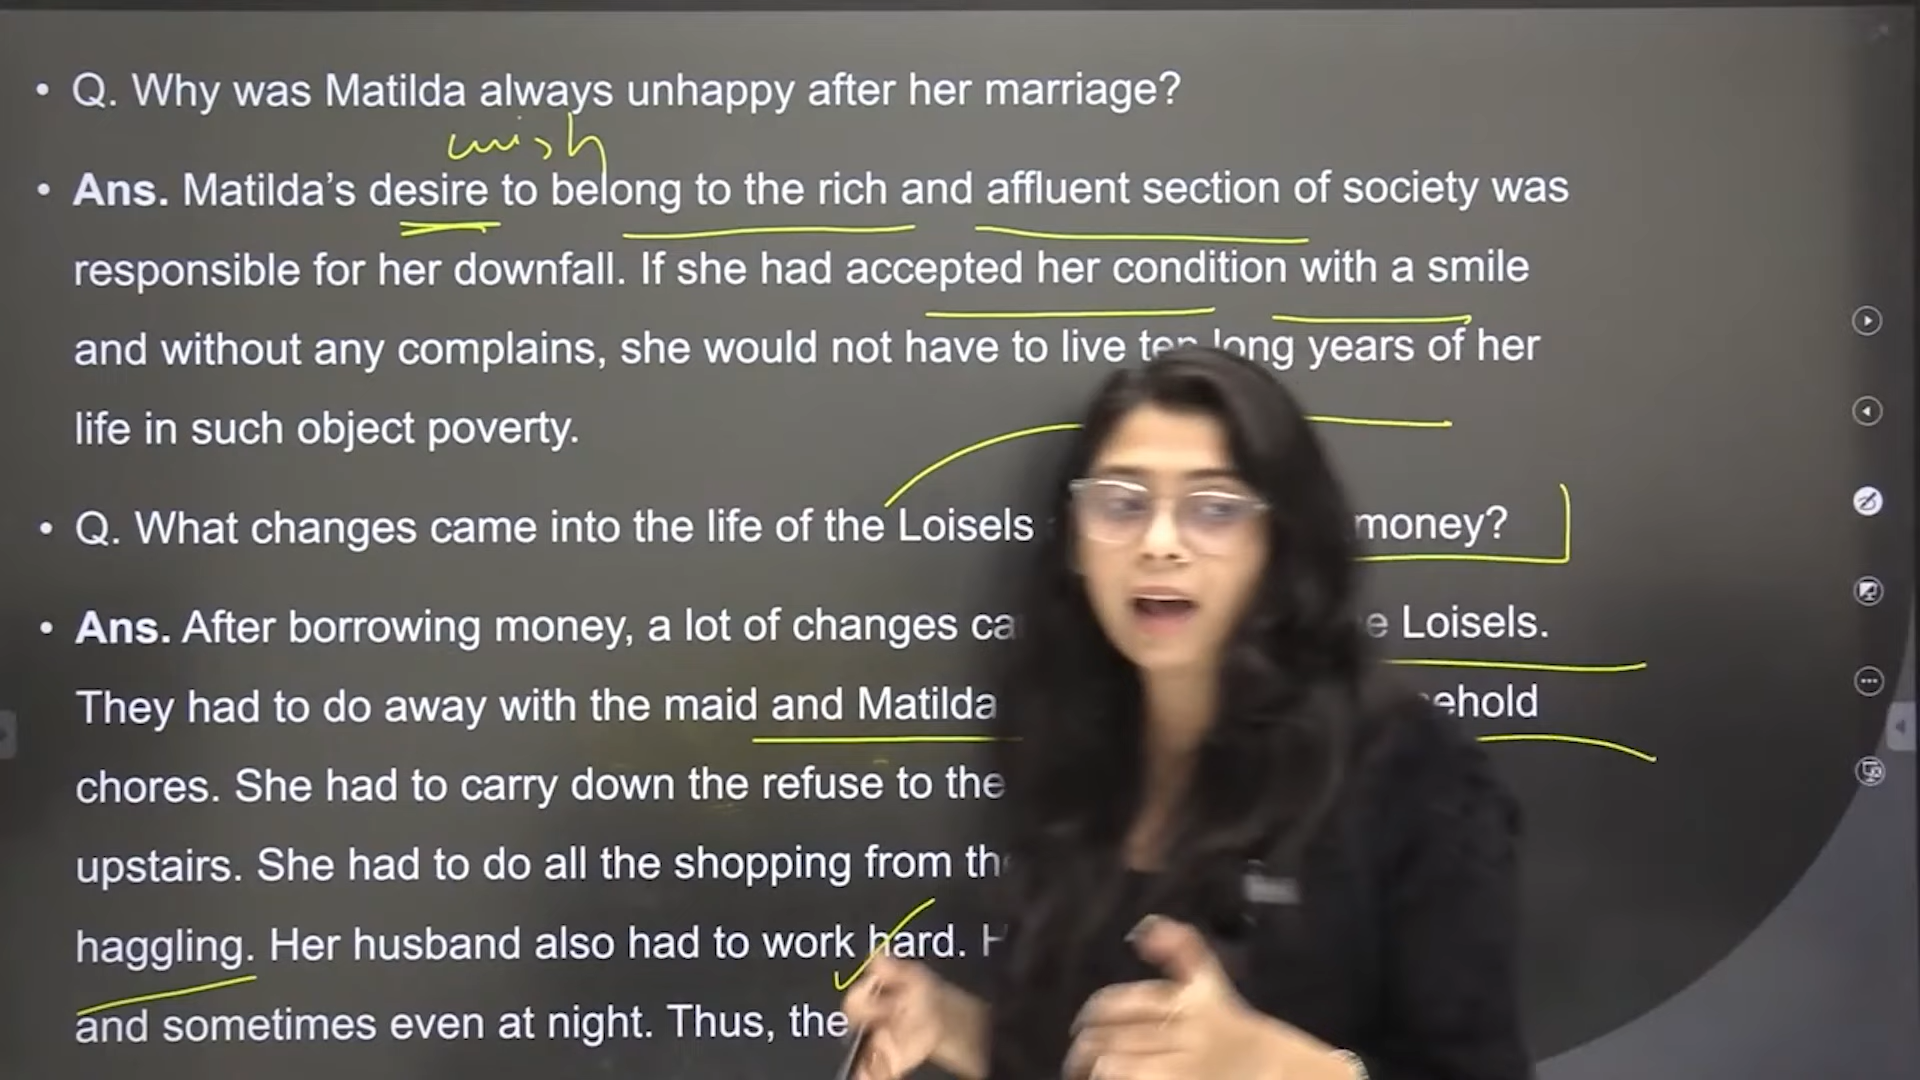 • Q. Why was Matilda always unhappy after her marriage?
wish
• Ans. Matilda's desire to belong to the rich and affluent section of society was
responsible for her downfall. If she had accepted her condition with a smile
and without any complains, she would not have to live ten long years of her
life in such object poverty.
• Q. What changes came into the life of the Loisels money?
• Ans. After borrowing money, a lot of changes Loisels.
They had to do away with the maid and Matilda
chores. She had to carry down the refuse to the
upstairs. She had to do all the shopping from
haggling. Her husband also had to work hard.
and sometimes even at night. Thus, the